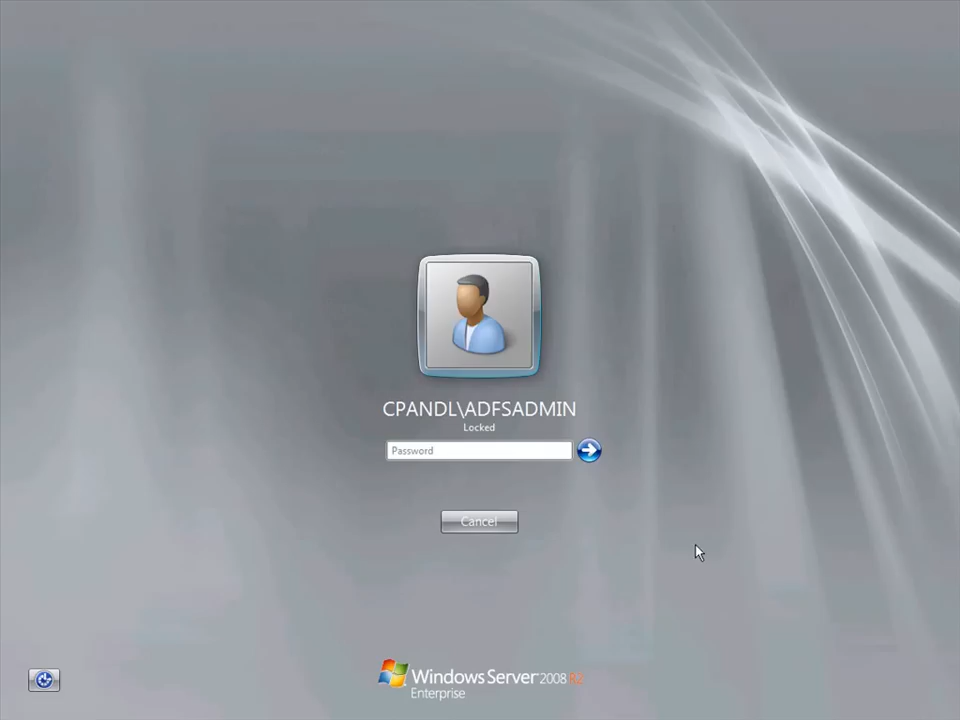 CPANDL\ADFSADMIN
Locked
Password
Cancel
Windows Server 2008 R2
Enterprise